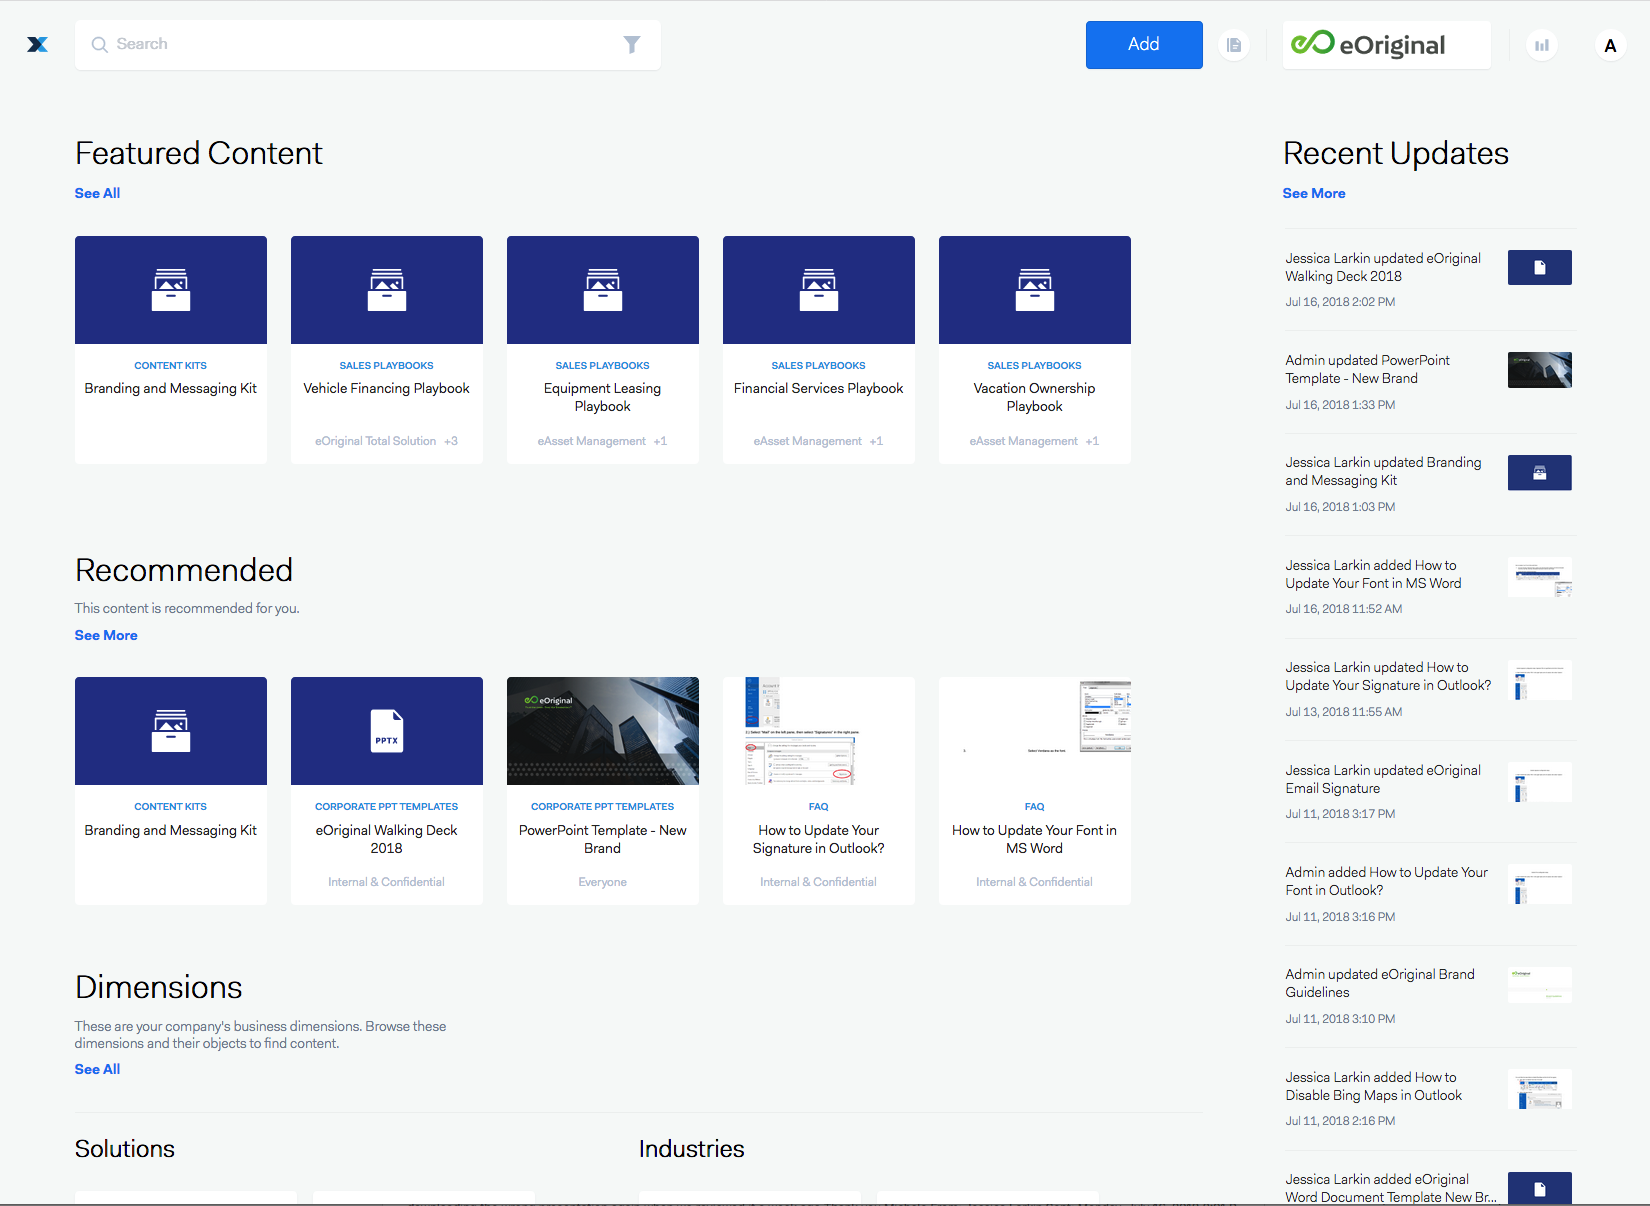 Search
Add
eOriginal
A
Featured Content
See All
CONTENT KITS
Branding and Messaging Kit
SALES PLAYBOOKS
Vehicle Financing Playbook
eOriginal Total Solution +3
SALES PLAYBOOKS
Equipment Leasing
Playbook
eAsset Management +1
SALES PLAYBOOKS
Financial Services Playbook
eAsset Management +1
SALES PLAYBOOKS
Vacation Ownership
Playbook
eAsset Management +1
Recommended
This content is recommended for you.
See More
CONTENT KITS
Branding and Messaging Kit
PPTX
CORPORATE PPT TEMPLATES
eOriginal Walking Deck
2018
Internal & Confidential
eOriginal
CORPORATE PPT TEMPLATES
PowerPoint Template - New
Brand
Everyone
FAQ
How to Update Your
Signature in Outlook?
Internal & Confidential
FAQ
How to Update Your Font in
MS Word
Internal & Confidential
Dimensions
These are your company's business dimensions. Browse these
dimensions and their objects to find content.
See All
Solutions
Industries
Recent Updates
See More
Jessica Larkin updated eOriginal
Walking Deck 2018
Jul 16, 2018 2:02 PM
Admin updated PowerPoint
Template - New Brand
Jul 16, 2018 1:33 PM
Jessica Larkin updated Branding
and Messaging Kit
Jul 16, 2018 1:03 PM
Jessica Larkin added How to
Update Your Font in MS Word
Jul 16, 2018 11:52 AM
Jessica Larkin updated How to
Update Your Signature in Outlook?
Jul 13, 2018 11:55 AM
Jessica Larkin updated eOriginal
Email Signature
Jul 11, 2018 3:17 PM
Admin added How to Update Your
Font in Outlook?
Jul 11, 2018 3:16 PM
Admin updated eOriginal Brand
Guidelines
Jul 11, 2018 3:10 PM
Jessica Larkin added How to
Disable Bing Maps in Outlook
Jul 11, 2018 2:16 PM
Jessica Larkin added eOriginal
Word Document Template New Br...